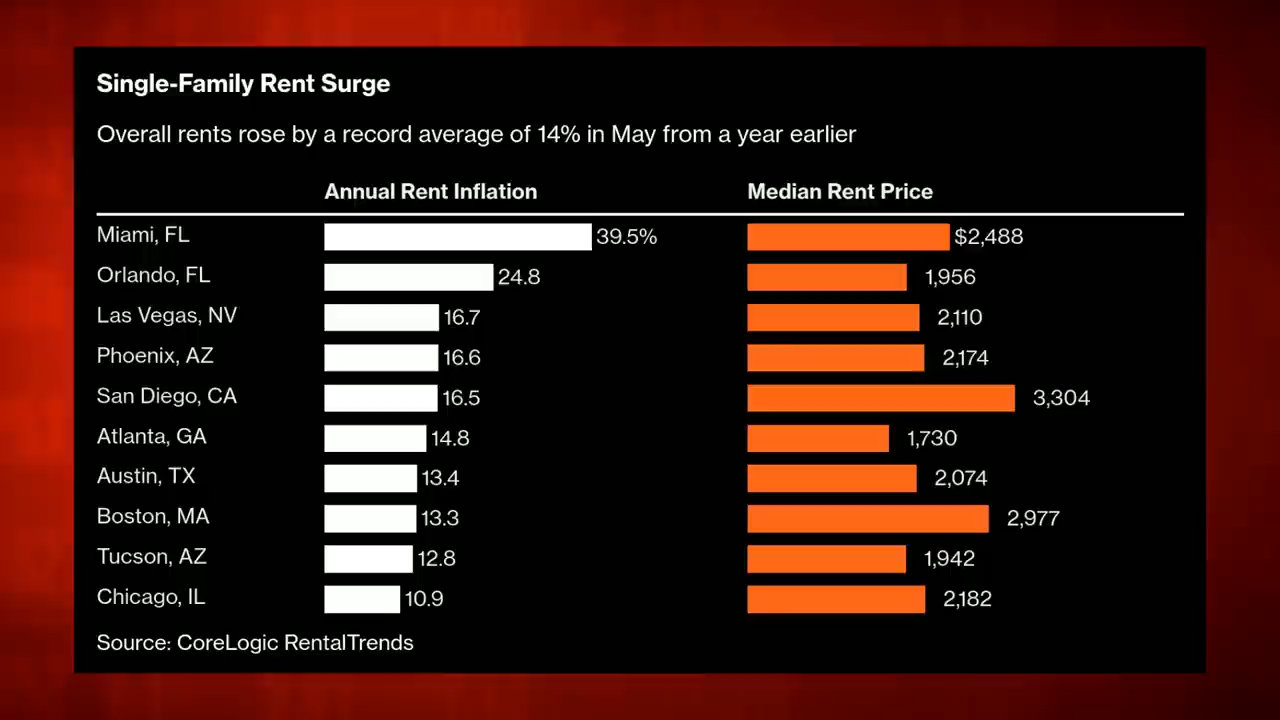 Single-Family Rent Surge
Overall rents rose by a record average of 14% in May from a year earlier
Annual Rent Inflation Median Rent Price
Miami, FL 39.5% $2,488
Orlando, FL 24.8 1,956
Las Vegas, NV 16.7 2,110
Phoenix, AZ 16.6 2,174
San Diego, CA 16.5 3,304
Atlanta, GA 14.8 1,730
Austin, TX 13.4 2,074
Boston, MA 13.3 2,977
Tucson, AZ 12.8 1,942
Chicago, IL 10.9 2,182
Source: CoreLogic RentalTrends